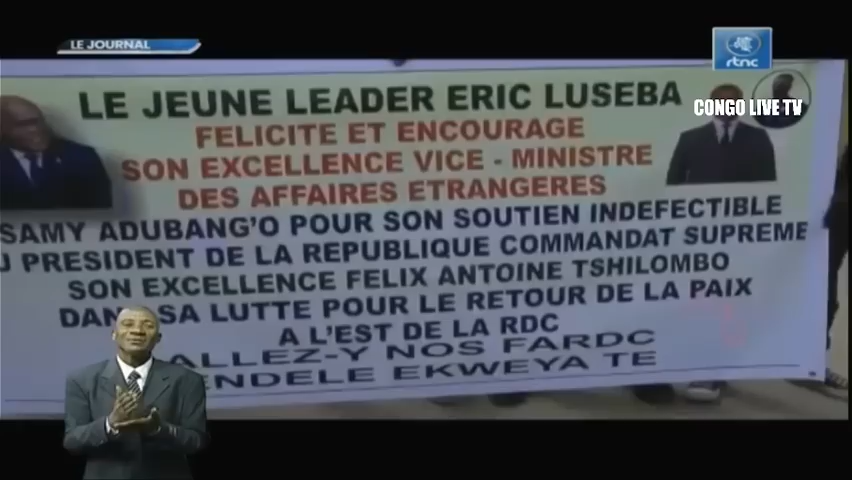 LE JOURNAL
rtnc
CONGO LIVE TV
LE JEUNE LEADER ERIC LUSEBA
FELICITE ET ENCOURAGE
SON EXCELLENCE VICE - MINISTRE
DES AFFAIRES ETRANGERES
SAMY ADUBANG'O POUR SON SOUTIEN INDEFECTIBLE
U PRESIDENT DE LA REPUBLIQUE COMMANDAT SUPREME
SON EXCELLENCE FELIX ANTOINE TSHILOMBO
DANS SA LUTTE POUR LE RETOUR DE LA PAIX
A L'EST DE LA RDC
ALLEZ-Y NOS FARDC
ENDELE EKWEYA TE